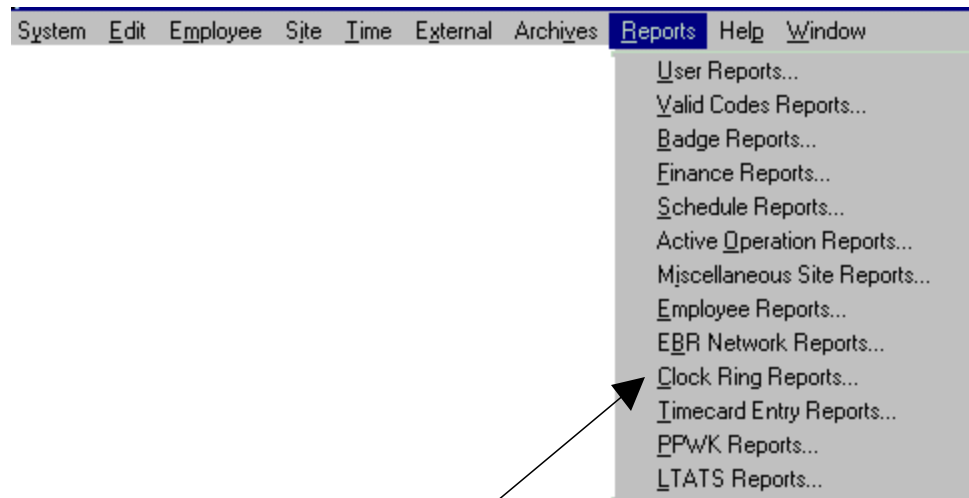 System Edit Employee Site Time External Archives Reports Help Window
User Reports...
Valid Codes Reports...
Badge Reports...
Finance Reports...
Schedule Reports...
Active Operation Reports...
Miscellaneous Site Reports...
Employee Reports...
EBR Network Reports...
Clock Ring Reports...
Timecard Entry Reports...
PPWK Reports...
LTATS Reports...